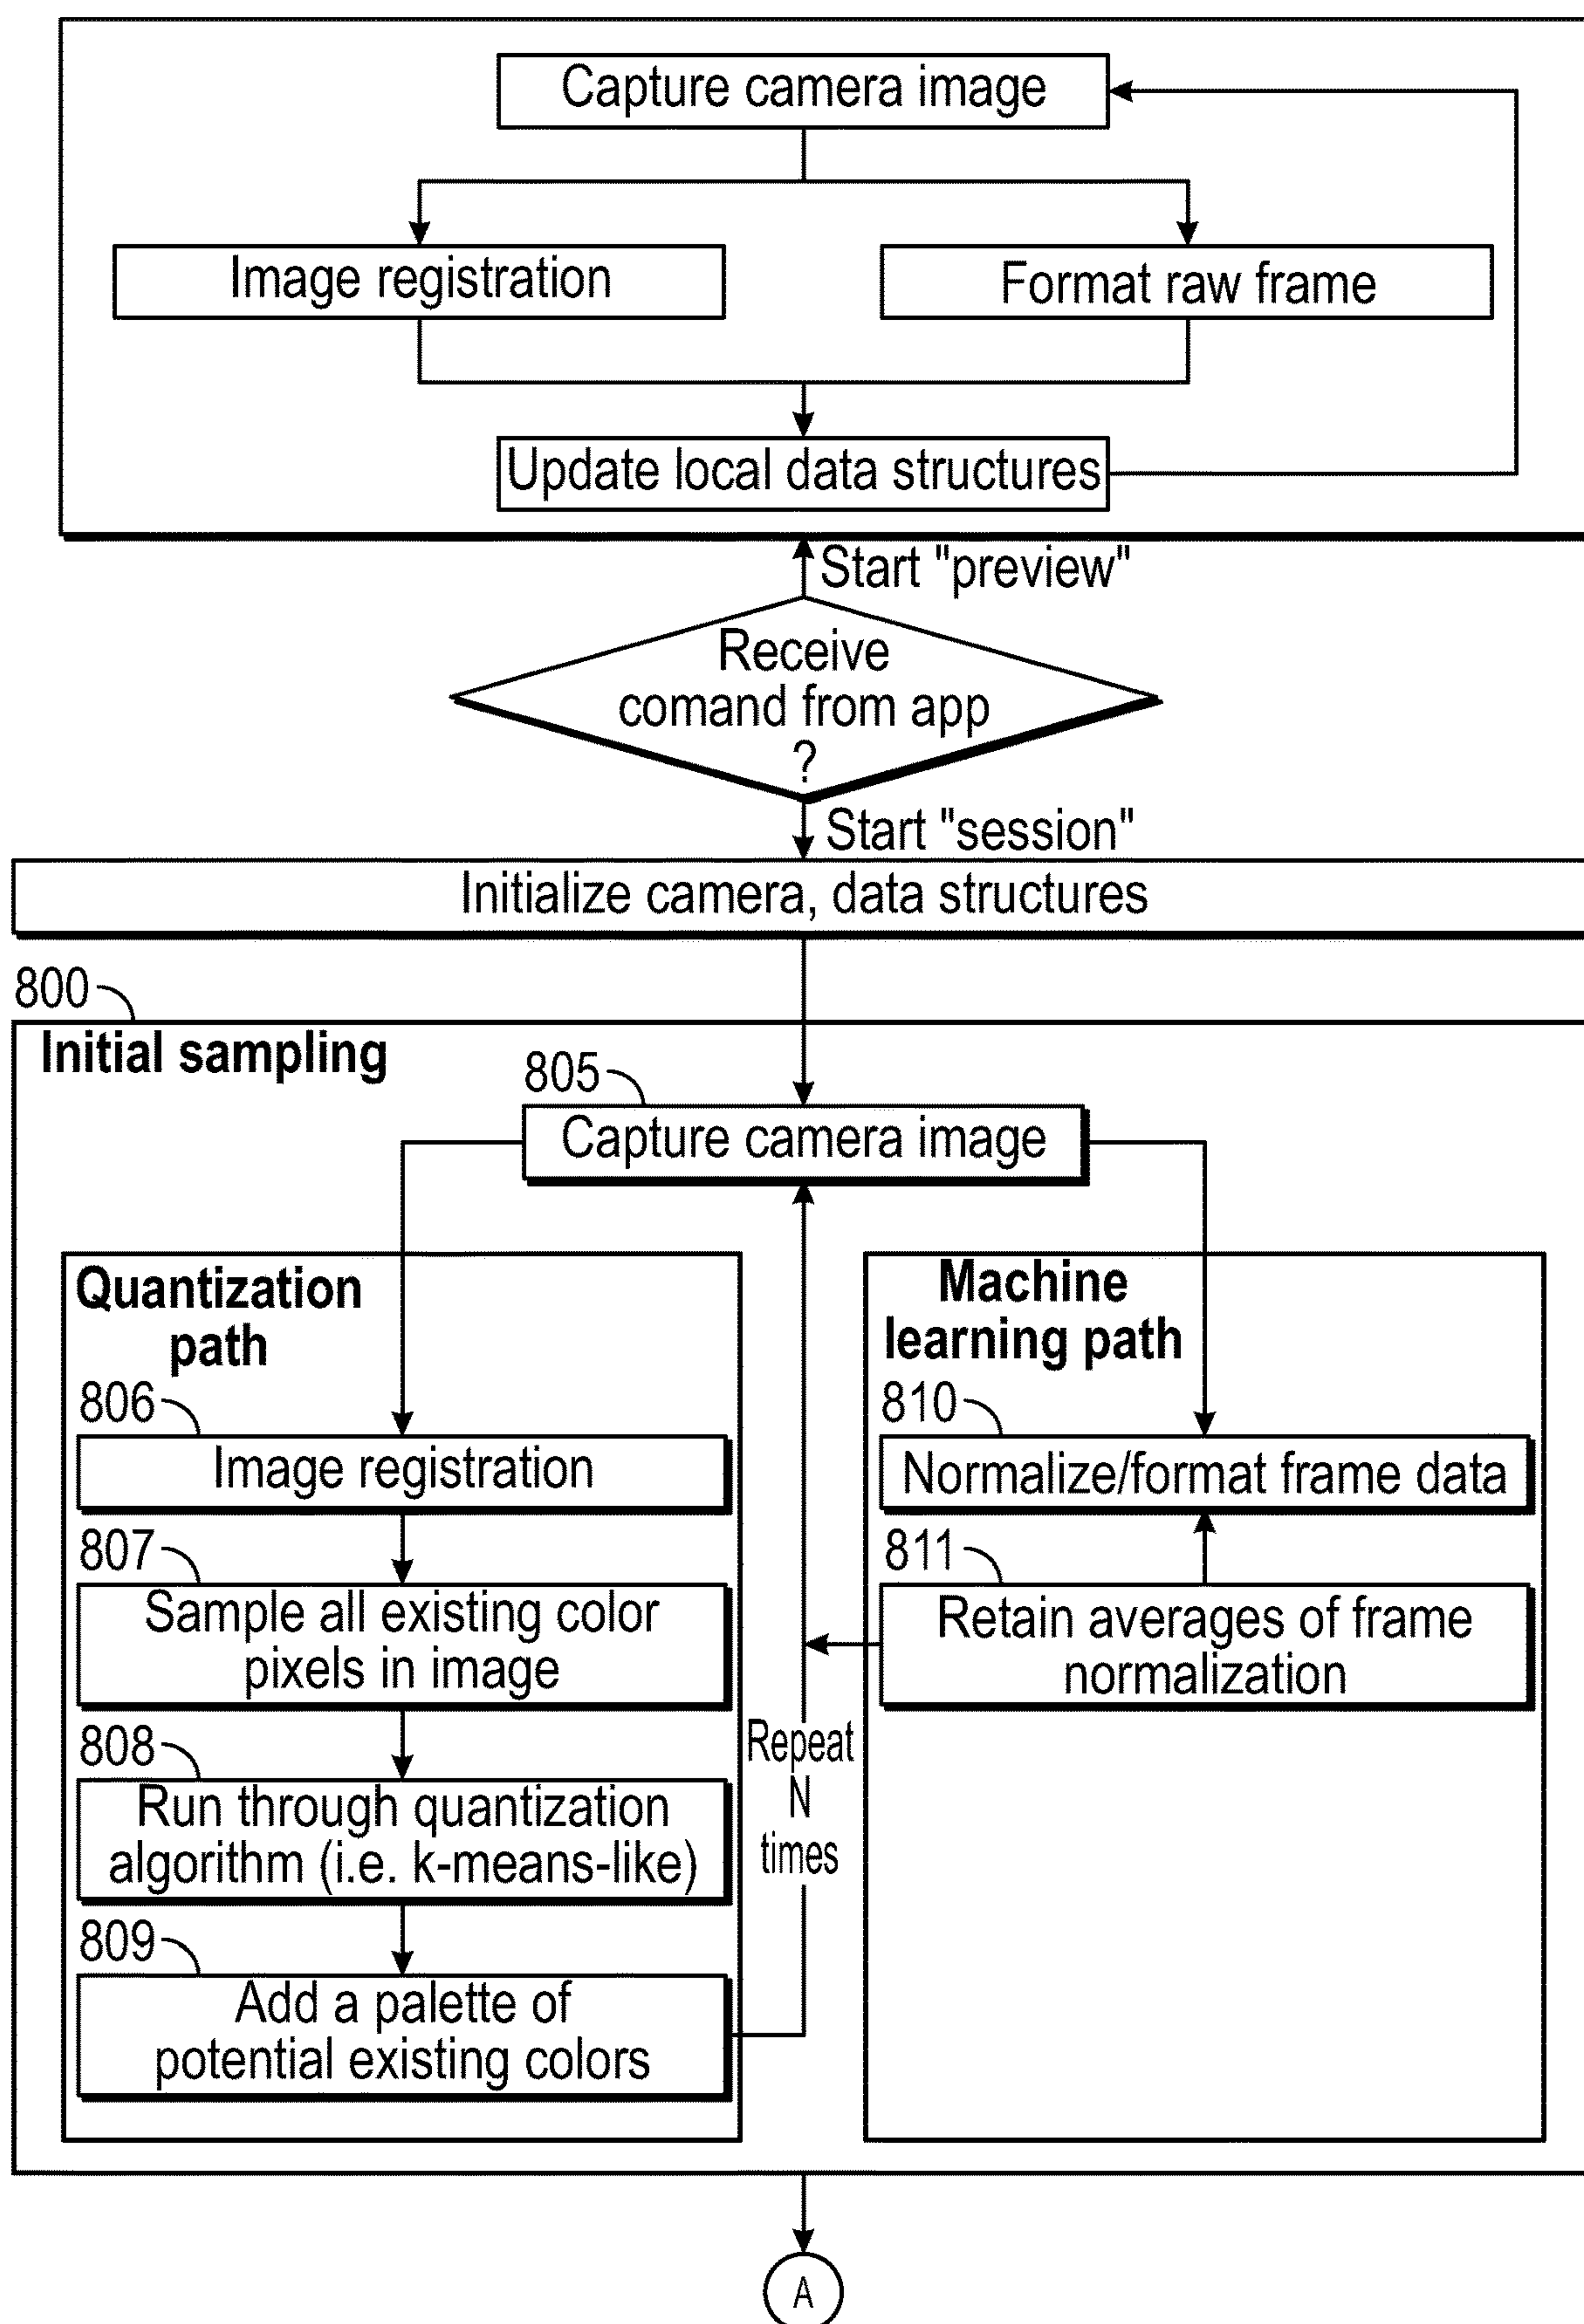 Capture camera image
Image registration
Format raw frame
Update local data structures
Start "preview"
Receive
comand from app
?
Start "session"
Initialize camera, data structures
800
Initial sampling
805
Capture camera image
Quantization
path
806
Image registration
807
Sample all existing color
pixels in image
808
Run through quantization
algorithm (i.e. k-means-like)
809
Add a palette of
potential existing colors
Repeat
N
times
Machine
learning path
810
Normalize/format frame data
811
Retain averages of frame
normalization
A